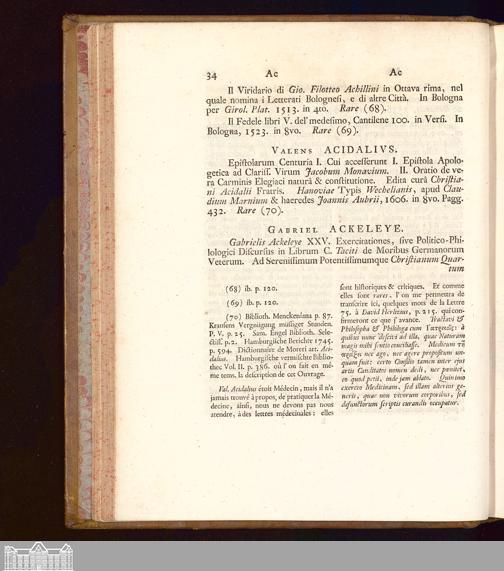 34 Ac Ac
Il Viridario di Gio. Filotteo Achillini in Ottava rima, nel
quale nomina i Letterati Bolognesi, e di altre Città. In Bologna
per Girol. Plat. 1513. in 4to. Rare (68).
Il Fedele libri V. del' medesimo, Cantilene 100. in Versi. In
Bologna, 1523. in 8vo. Rare (69).
VALENS ACIDALIVS.
Epistolarum Centuria I. Cui accesserunt I. Epistola Apolo-
getica ad Clariss. Virum Jacobum Monavium. II. Oratio de ve-
ra Carminis Elegiaci naturâ & constitutione. Edita curâ Christia-
ni Acidalii Fratris. Hanoviae Typis Wechelianis, apud Clau-
dium Marnium & haeredes Joannis Aubrii, 1606. in 8vo. Pagg.
432. Rare (70).
GABRIEL ACKELEYE.
Gabrielis Ackeleye XXV. Exercitationes, sive Politico-Phi-
lologici Discursus in Librum C. Taciti de Moribus Germanorum
Veterum. Ad Serenissimum Potentissimumque Christianum Quar-
tum
(68) ib. p. 120.
(69) ib. p. 120.
(70) Biblioth. Menckeniana p. 87.
Krausens Vergnügung müssiger Stunden.
P. V. p. 25. Sam. Engel Biblioth. Sele-
ctiss. p. 2. Hamburgische Berichte 1745.
p. 594. Dictionnaire de Moreri art. Aci-
dalius. Hamburgische vermischte Biblio-
thec Vol. II. p. 386. où l'on fait en mê-
me tems, la description de cet Ouvrage.
Val. Acidalius étoit Médecin, mais il n'a
jamais trouvé à propos, de pratiquer la Mé-
decine, ainsi, nous ne devons pas nous
attendre, à des lettres médecinales: elles
sont historiques & critiques. Et comme
elles sont rares, l'on me permettra de
transcrire ici, quelques mots de la Lettre
75. à David Herlicius, p. 215. qui con-
firmeront ce que j'avance. Tractavi &
Philosopha & Philologa cum
quibus nunc defeci ad illa, quae Naturam
magis mihi sentio
nec ago, nec agere propositum un-
quam fuit: certo Consilio tamen inter ejus
artis Candidatos nomen dedi, nec poenitet,
eo quod petii, inde jam ablato. Quinimo
exerceo Medicinam, sed illam alterius ge-
neris, quae non vivorum corporibus, sed
defunctorum scriptis curandis occupatur.